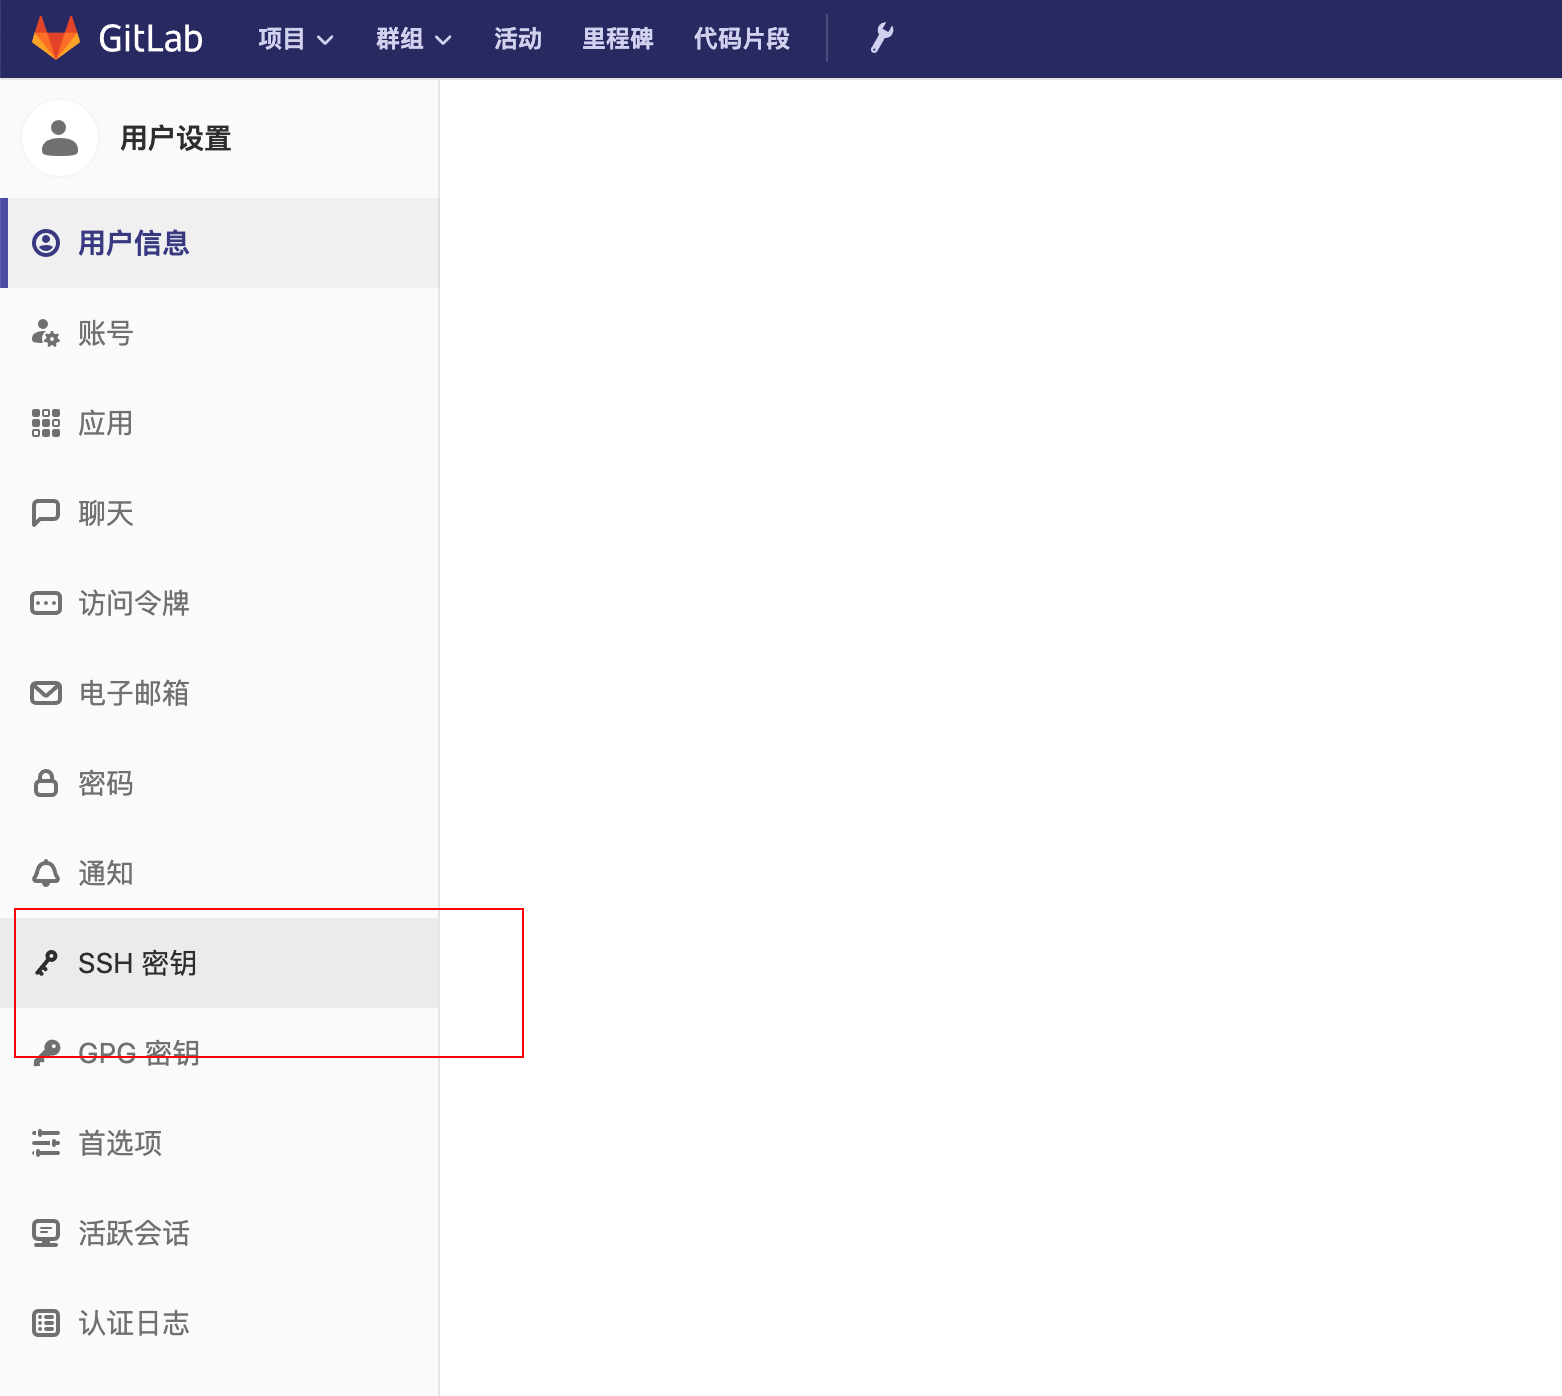 GitLab 项目 群组 活动 里程碑 代码片段
用户设置
用户信息
账号
应用
聊天
访问令牌
电子邮箱
密码
通知
SSH 密钥
GPG 密钥
首选项
活跃会话
认证日志